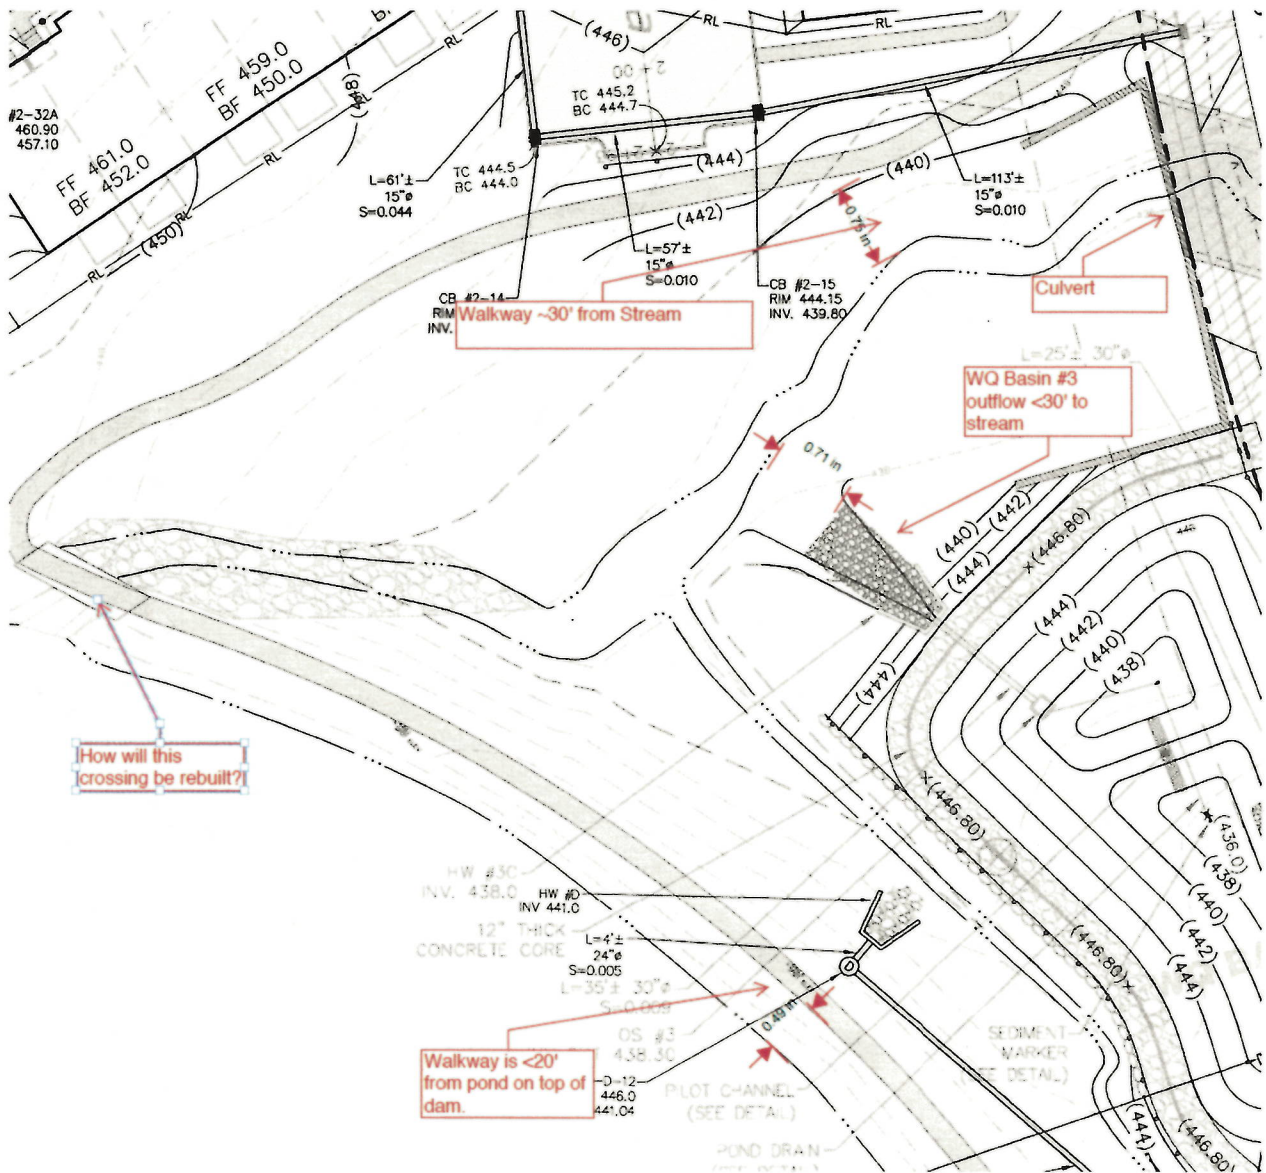 RL
RL
(446)
2+00
FF 459.0
BF 450.0
(448)
RL
TC 445.2
BC 444.7
#2-32A
460.90
457.10
FF 461.0
BF 452.0
RL
RL
(450)
RL
L=61'±
15"ø
S=0.044
TC 444.5
BC 444.0
(444)
(440)
L=113'±
15"ø
S=0.010
(442)
0.75 in
L=57'±
15"ø
S=0.010
CB #2-14
RIM
INV.
Walkway ~30' from Stream
CB #2-15
RIM 444.15
INV. 439.80
Culvert
L=25'± 30"ø
WQ Basin #3
outflow <30' to
stream
0.71 in
(440)
(442)
(444)
(446.80)
446
(444)
(442)
(440)
(438)
(444)
How will this
crossing be rebuilt?
(446.80)
(436.0)
(438)
(440)
(442)
(444)
HW #3C
INV. 438.0
HW #D
INV 441.0
12" THICK
CONCRETE CORE
L=4'±
24"ø
S=0.005
L=35'± 30"ø
S=0.009
D
(446.80)
0.49 in
OS #3
438.30
Walkway is <20'
from pond on top of
dam.
D-12
446.0
441.04
SEDIMENT
MARKER
(SEE DETAIL)
PILOT CHANNEL
(SEE DETAIL)
POND DRAIN
(SEE DETAIL)
(444)
(446.80)